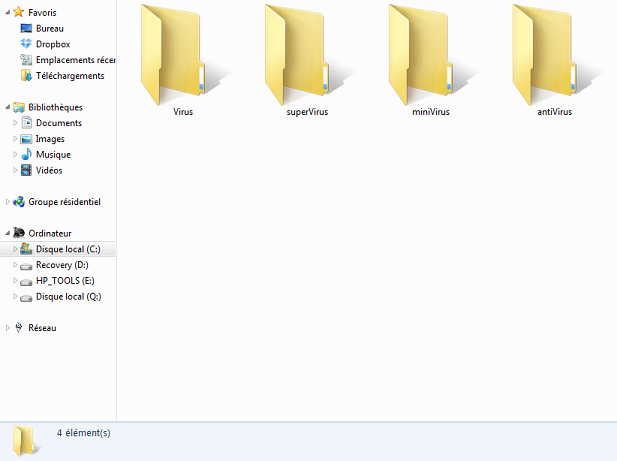 Favoris
Bureau
Dropbox
Emplacements récer
Téléchargements
Bibliothèques
Documents
Images
Musique
Vidéos
Groupe résidentiel
Ordinateur
Disque local (C:)
Recovery (D:)
HP_TOOLS (E:)
Disque local (Q:)
Réseau
Virus superVirus miniVirus antiVirus
4 élément(s)